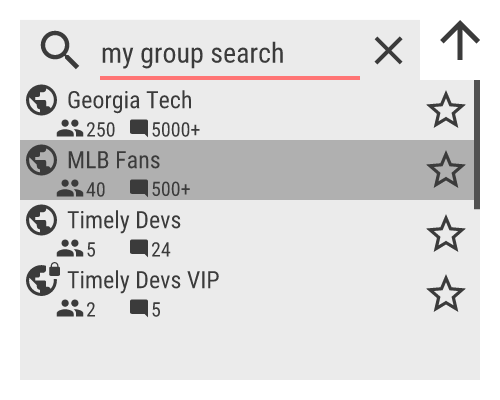 my group search
Georgia Tech
250 5000+
MLB Fans
40 500+
Timely Devs
5 24
Timely Devs VIP
2 5